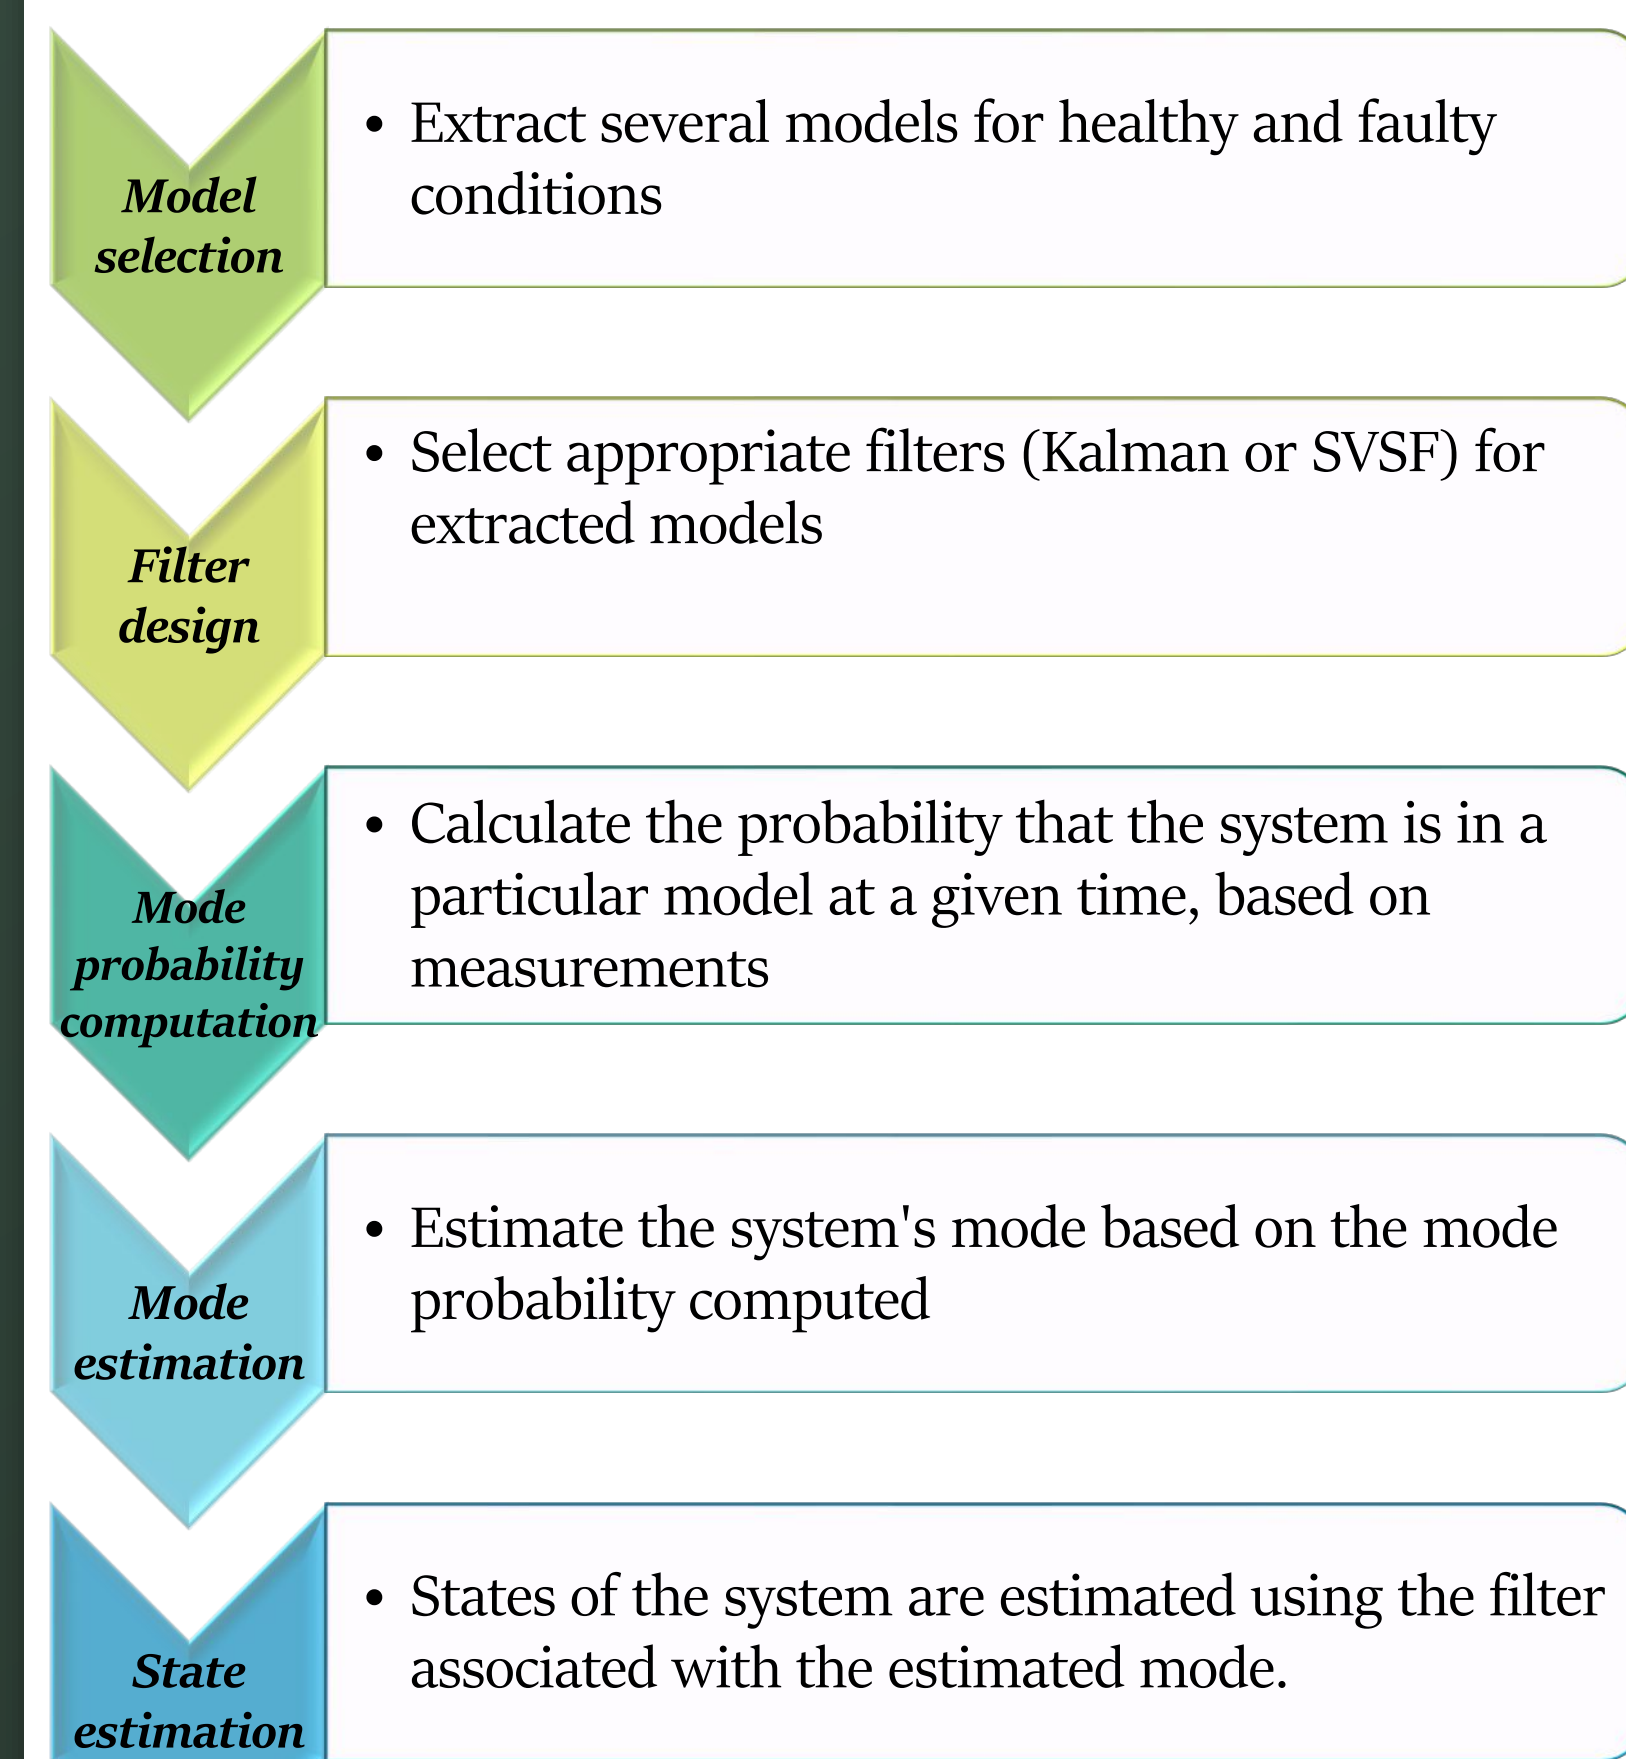 Model
selection
• Extract several models for healthy and faulty
conditions
Filter
design
• Select appropriate filters (Kalman or SVSF) for
extracted models
Mode
probability
computation
• Calculate the probability that the system is in a
particular model at a given time, based on
measurements
Mode
estimation
• Estimate the system's mode based on the mode
probability computed
State
estimation
• States of the system are estimated using the filter
associated with the estimated mode.